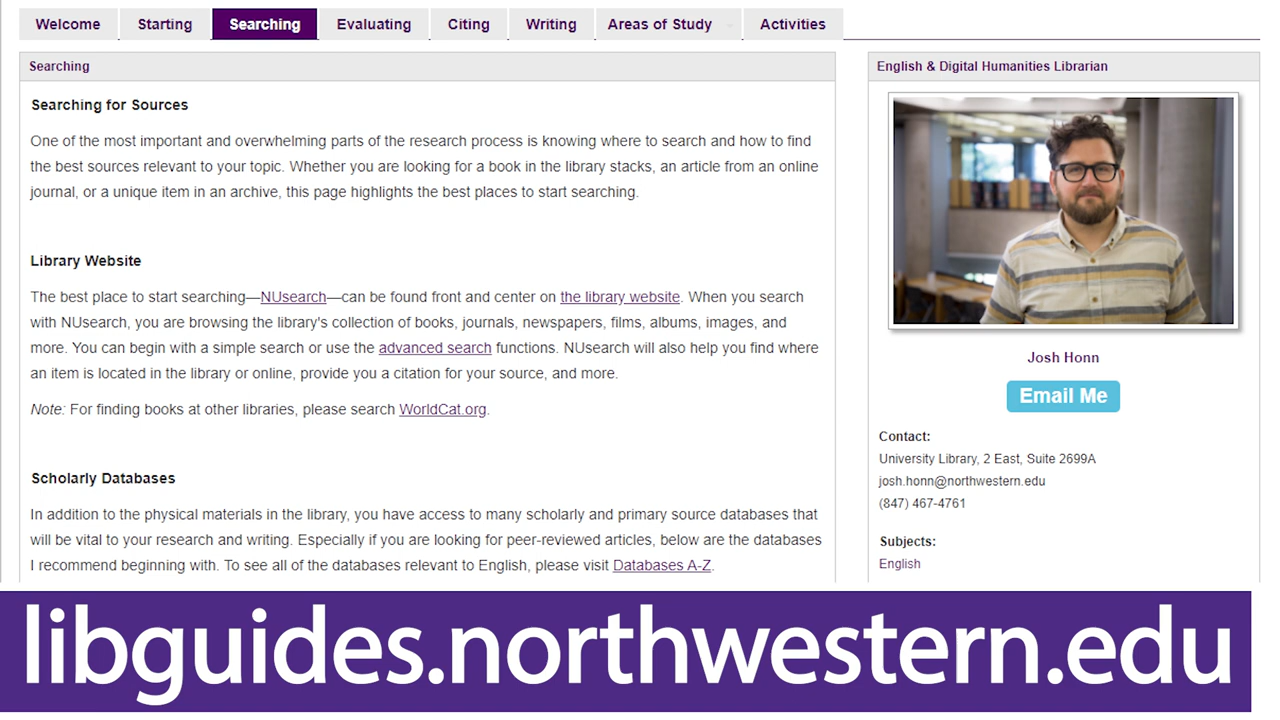 Welcome
Starting
Searching
Evaluating
Citing
Writing
Areas of Study
Activities
Searching
Searching for Sources
One of the most important and overwhelming parts of the research process is knowing where to search and how to find
the best sources relevant to your topic. Whether you are looking for a book in the library stacks, an article from an online
journal, or a unique item in an archive, this page highlights the best places to start searching.
Library Website
The best place to start searching—NUsearch—can be found front and center on the library website. When you search
with NUsearch, you are browsing the library's collection of books, journals, newspapers, films, albums, images, and
more. You can begin with a simple search or use the advanced search functions. NUsearch will also help you find where
an item is located in the library or online, provide you a citation for your source, and more.
Note: For finding books at other libraries, please search WorldCat.org.
Scholarly Databases
In addition to the physical materials in the library, you have access to many scholarly and primary source databases that
will be vital to your research and writing. Especially if you are looking for peer-reviewed articles, below are the databases
I recommend beginning with. To see all of the databases relevant to English, please visit Databases A-Z.
English & Digital Humanities Librarian
Josh Honn
Email Me
Contact:
University Library, 2 East, Suite 2699A
josh.honn@northwestern.edu
(847) 467-4761
Subjects:
English
libguides.northwestern.edu